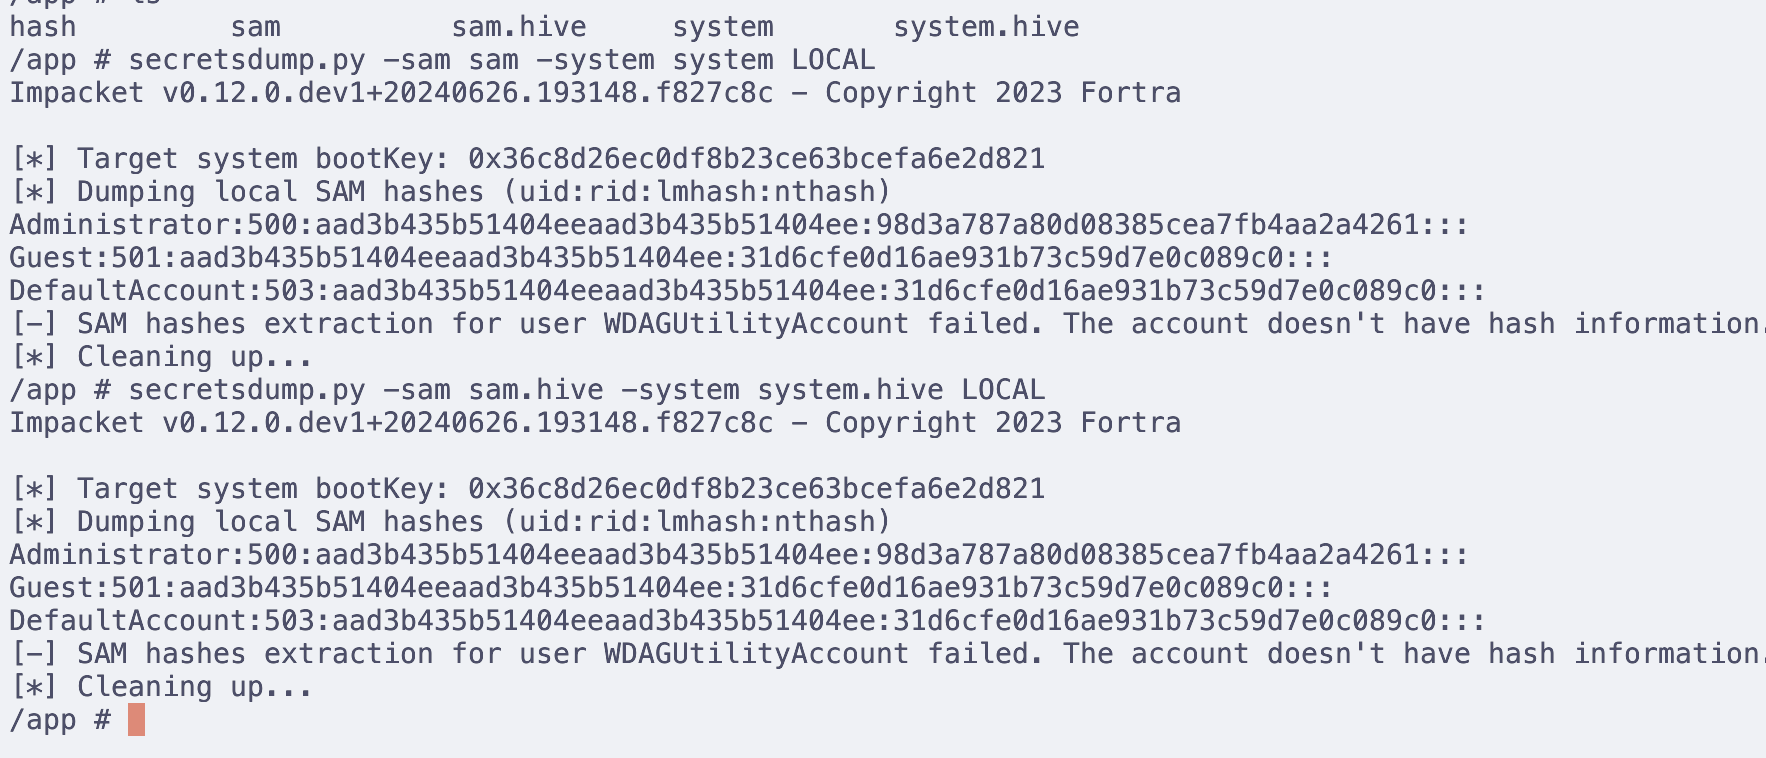 /app # ls
hash sam sam.hive system system.hive
/app # secretsdump.py -sam sam -system system LOCAL
Impacket v0.12.0.dev1+20240626.193148.f827c8c - Copyright 2023 Fortra
[*] Target system bootKey: 0x36c8d26ec0df8b23ce63bcefa6e2d821
[*] Dumping local SAM hashes (uid:rid:lmhash:nthash)
Administrator:500:aad3b435b51404eeaad3b435b51404ee:98d3a787a80d08385cea7fb4aa2a4261:::
Guest:501:aad3b435b51404eeaad3b435b51404ee:31d6cfe0d16ae931b73c59d7e0c089c0:::
DefaultAccount:503:aad3b435b51404eeaad3b435b51404ee:31d6cfe0d16ae931b73c59d7e0c089c0:::
[-] SAM hashes extraction for user WDAGUtilityAccount failed. The account doesn't have hash information.
[*] Cleaning up...
/app # secretsdump.py -sam sam.hive -system system.hive LOCAL
Impacket v0.12.0.dev1+20240626.193148.f827c8c - Copyright 2023 Fortra
[*] Target system bootKey: 0x36c8d26ec0df8b23ce63bcefa6e2d821
[*] Dumping local SAM hashes (uid:rid:lmhash:nthash)
Administrator:500:aad3b435b51404eeaad3b435b51404ee:98d3a787a80d08385cea7fb4aa2a4261:::
Guest:501:aad3b435b51404eeaad3b435b51404ee:31d6cfe0d16ae931b73c59d7e0c089c0:::
DefaultAccount:503:aad3b435b51404eeaad3b435b51404ee:31d6cfe0d16ae931b73c59d7e0c089c0:::
[-] SAM hashes extraction for user WDAGUtilityAccount failed. The account doesn't have hash information.
[*] Cleaning up...
/app #